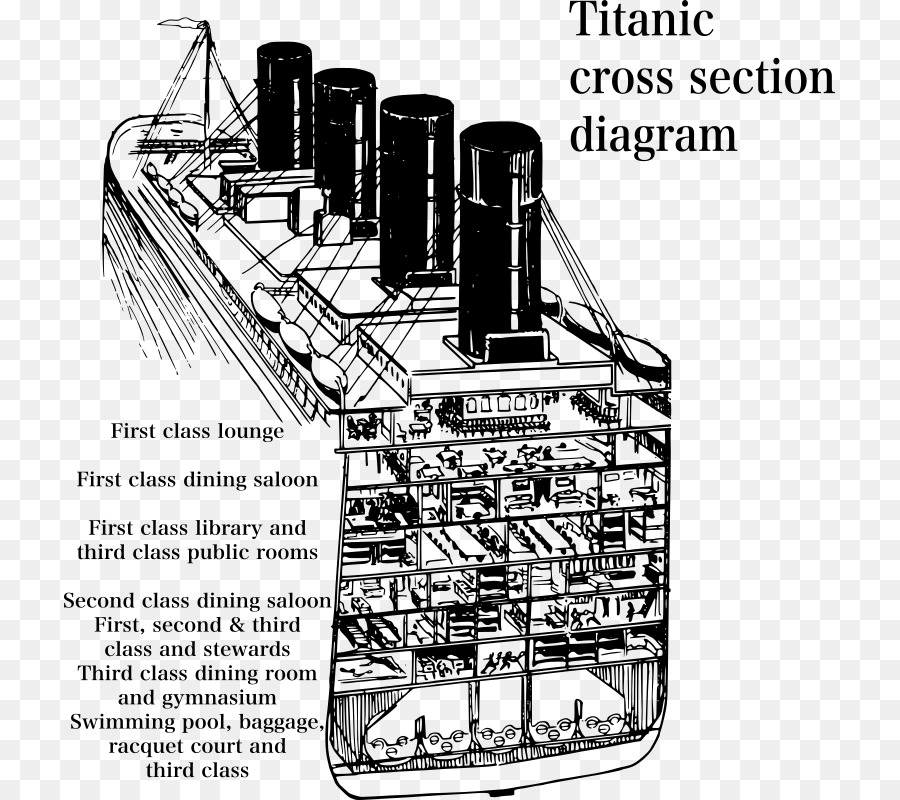 Titanic
cross section
diagram
First class lounge
First class dining saloon
First class library and
third class public rooms
Second class dining saloon
First, second & third
class and stewards
Third class dining room
and gymnasium
Swimming pool, baggage,
racquet court and
third class